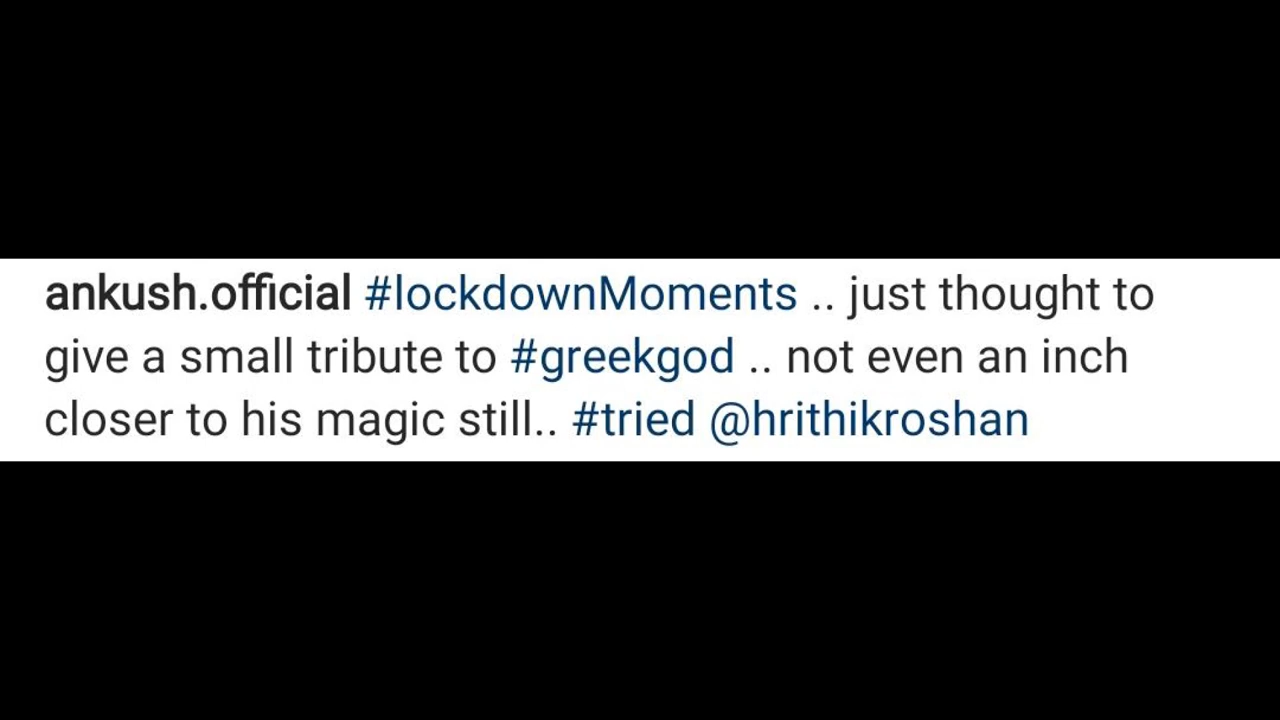 ankush.official #lockdownMoments .. just thought to
give a small tribute to #greekgod .. not even an inch
closer to his magic still.. #tried @hrithikroshan